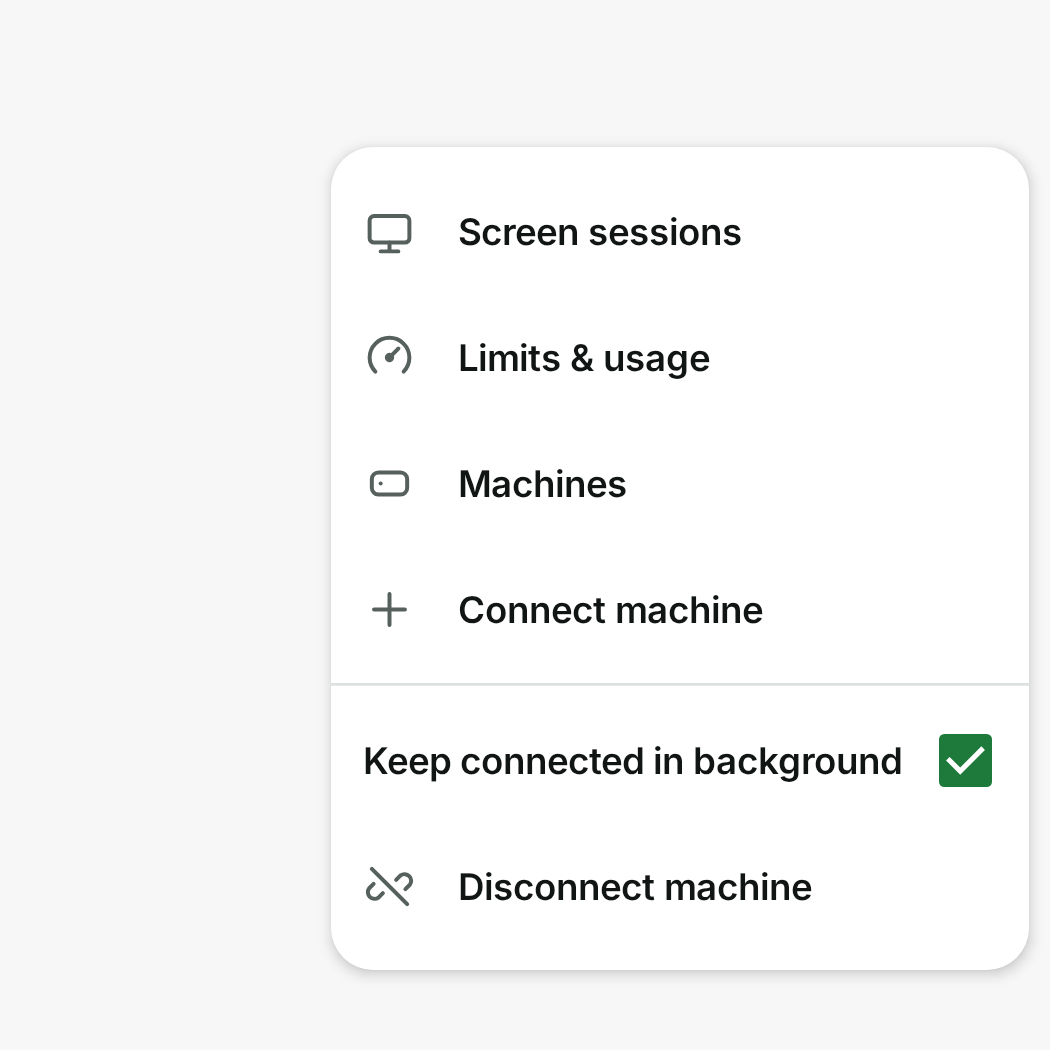 Screen sessions
Limits & usage
Machines
Connect machine
Keep connected in background
Disconnect machine